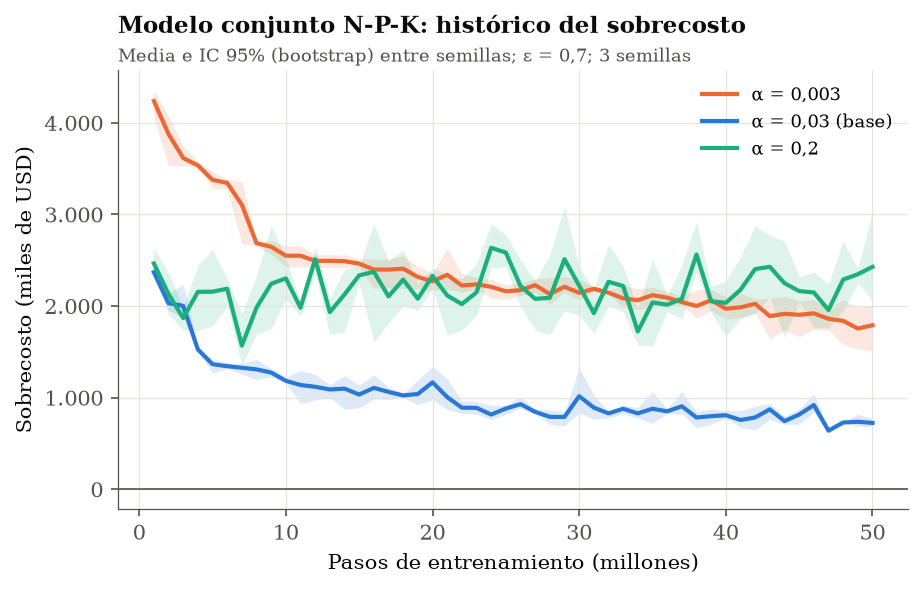 Modelo conjunto N-P-K: histórico del sobrecosto
Media e IC 95% (bootstrap) entre semillas; ε = 0,7; 3 semillas
α = 0,003
α = 0,03 (base)
α = 0,2
Sobrecosto (miles de USD)
4.000
3.000
2.000
1.000
0
0 10 20 30 40 50
Pasos de entrenamiento (millones)